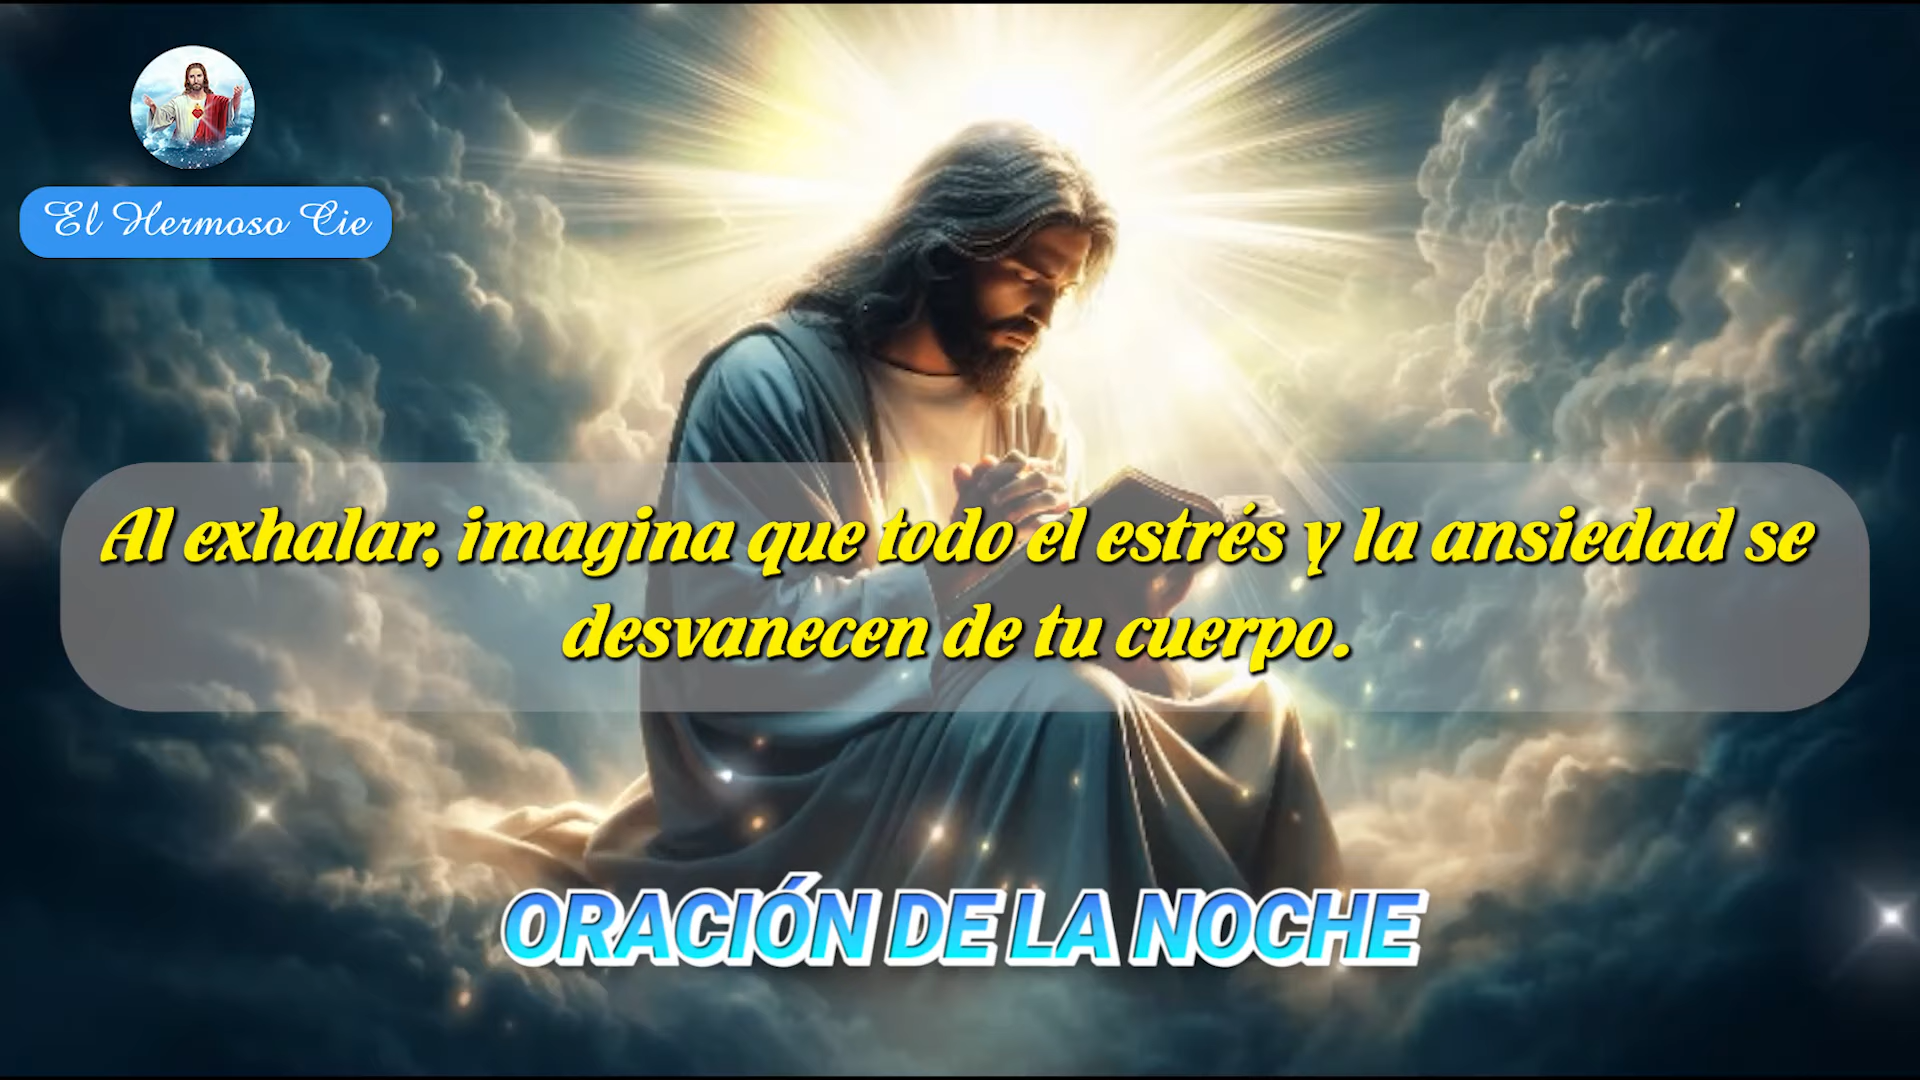 El Hermoso Cie
Al exhalar, imagina que todo el estrés y la ansiedad se
desvanecen de tu cuerpo.
ORACIÓN DE LA NOCHE